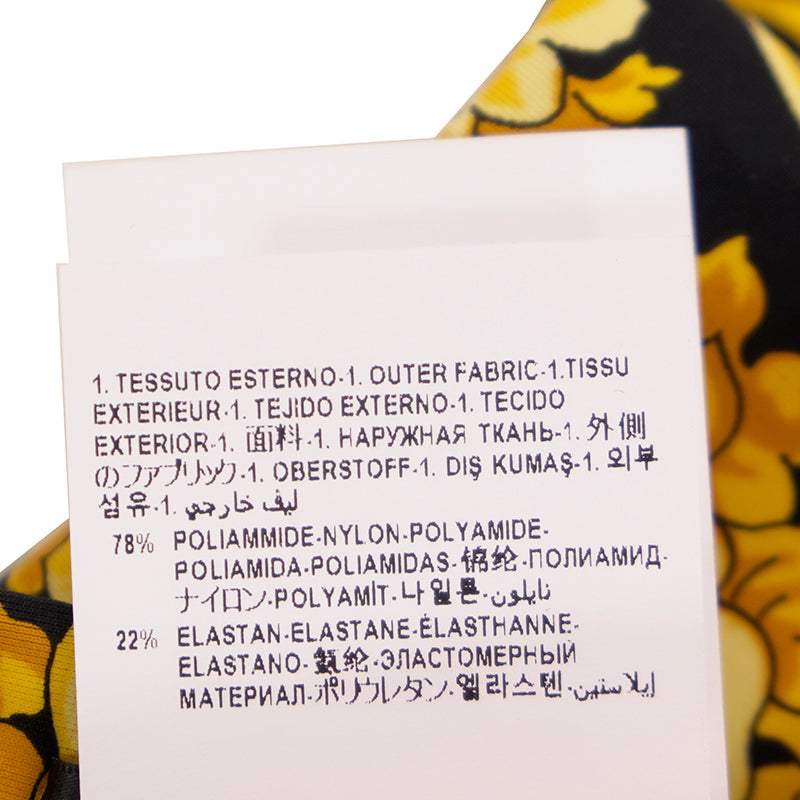 1. TESSUTO ESTERNO-1. OUTER FABRIC-1.TISSU
EXTERIEUR-1. TEJIDO EXTERNO-1. TECIDO
EXTERIOR-1. 面料-1. НАРУЖНАЯ ТКАНЬ-1. 外側
のファブリック-1. OBERSTOFF-1. DIŞ KUMAŞ-1. 외부
섬유-1. ليف خارجي
78% POLIAMMIDE-NYLON-POLYAMIDE-
POLIAMIDA-POLIAMIDAS-锦纶-ПОЛИАМИД-
ナイロン-POLYAMİT-나일론-نايلون
22% ELASTAN-ELASTANE-ÉLASTHANNE-
ELASTANO-氨纶-ЭЛАСТОМЕРНЫЙ
МАТЕРИАЛ-ポリウレタン-엘라스텐-إيلاستين